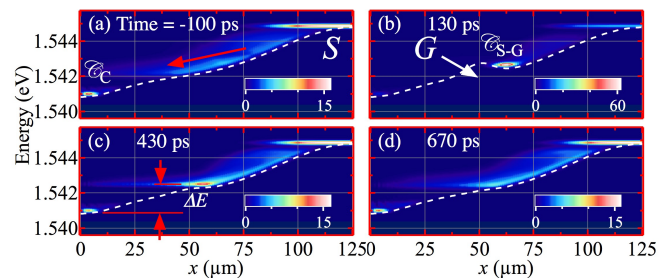 (a) Time = -100 ps
S
𝒞C
0 15
(b) 130 ps
G
𝒞S-G
0 60
1.544
1.542
1.540
Energy (eV)
(c) 430 ps
ΔE
0 15
(d) 670 ps
0 15
1.544
1.542
1.540
0 25 50 75 100 125
x (μm)
0 25 50 75 100 125
x (μm)